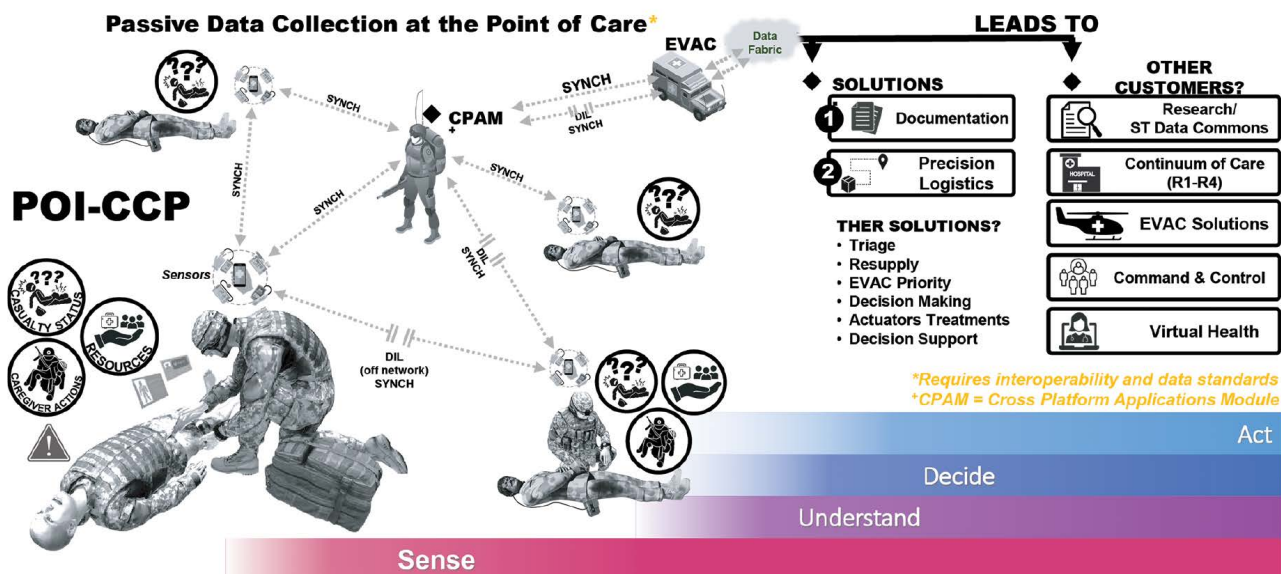 Passive Data Collection at the Point of Care*
LEADS TO
EVAC
Data
Fabric
SYNCH
SYNCH
DIL
SYNCH
CPAM
+
SYNCH
SYNCH
SYNCH
DIL
SYNCH
POI-CCP
Sensors
???
CASUALTY STATUS
RESOURCES
CAREGIVER ACTIONS
DIL
(off network)
SYNCH
???
???
???
SOLUTIONS
1 Documentation
2 Precision
Logistics
THER SOLUTIONS?
• Triage
• Resupply
• EVAC Priority
• Decision Making
• Actuators Treatments
• Decision Support
OTHER
CUSTOMERS?
Research/
ST Data Commons
HOSPITAL
Continuum of Care
(R1-R4)
EVAC Solutions
Command & Control
Virtual Health
*Requires interoperability and data standards
+CPAM = Cross Platform Applications Module
Act
Decide
Understand
Sense